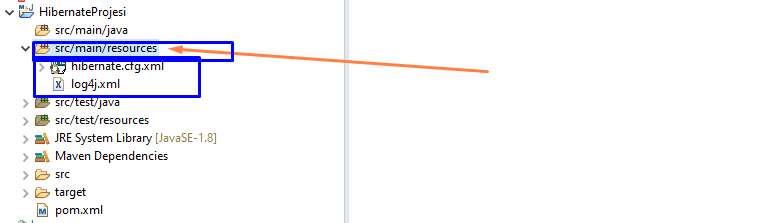 HibernateProjesi
src/main/java
src/main/resources
hibernate.cfg.xml
log4j.xml
src/test/java
src/test/resources
JRE System Library [JavaSE-1.8]
Maven Dependencies
src
target
pom.xml